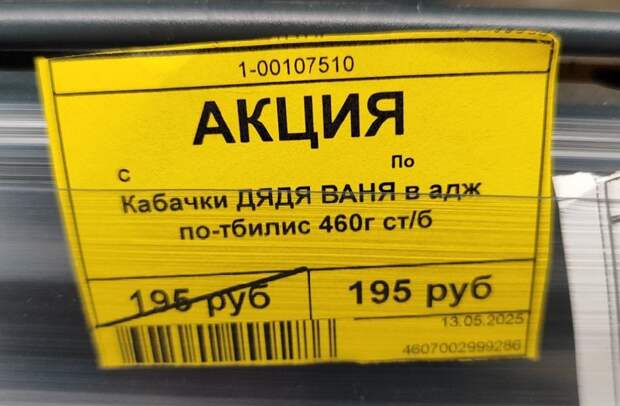 1-00107510
АКЦИЯ
С По
Кабачки ДЯДЯ ВАНЯ в адж
по-тбилис 460г ст/б
195 руб 195 руб
13.05.2025
4607002999286